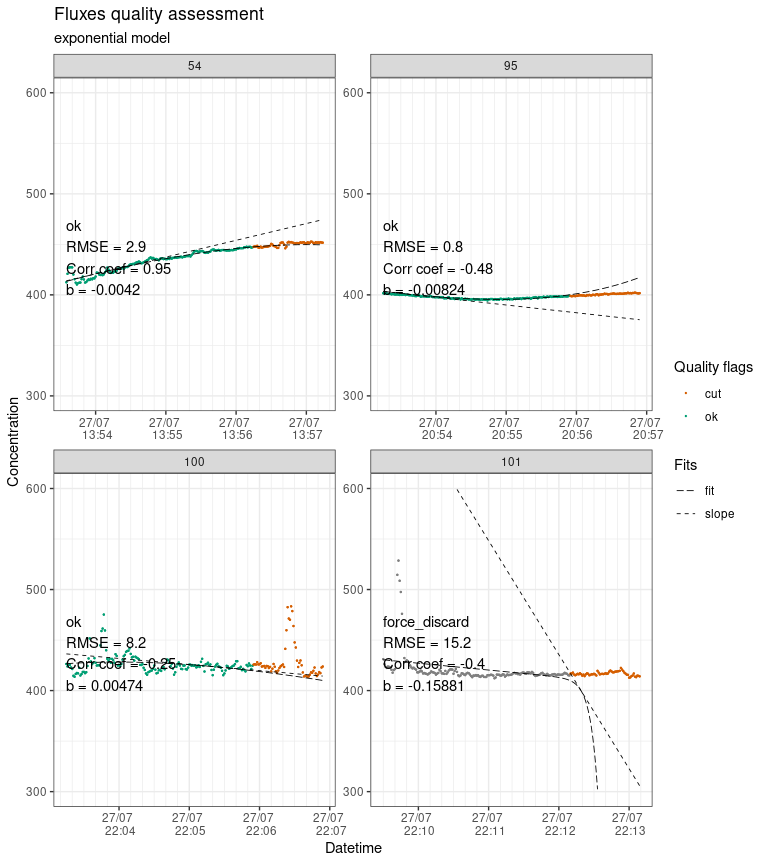 Fluxes quality assessment
exponential model
54
95
600
500
400
300
ok
RMSE = 2.9
Corr coef = 0.95
b = -0.0042
ok
RMSE = 0.8
Corr coef = -0.48
b = -0.00824
27/07 27/07 27/07 27/07
13:54 13:55 13:56 13:57
27/07 27/07 27/07 27/07
20:54 20:55 20:56 20:57
Concentration
100
101
600
500
400
300
ok
RMSE = 8.2
Corr coef = -0.25
b = 0.00474
force_discard
RMSE = 15.2
Corr coef = -0.4
b = -0.15881
27/07 27/07 27/07 27/07
22:04 22:05 22:06 22:07
27/07 27/07 27/07 27/07
22:10 22:11 22:12 22:13
Datetime
Quality flags
cut
ok
Fits
fit
slope